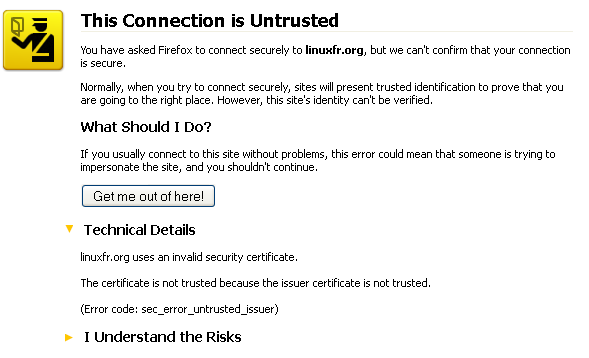 This Connection is Untrusted
You have asked Firefox to connect securely to linuxfr.org, but we can't confirm that your connection
is secure.
Normally, when you try to connect securely, sites will present trusted identification to prove that you
are going to the right place. However, this site's identity can't be verified.
What Should I Do?
If you usually connect to this site without problems, this error could mean that someone is trying to
impersonate the site, and you shouldn't continue.
Get me out of here!
Technical Details
linuxfr.org uses an invalid security certificate.
The certificate is not trusted because the issuer certificate is not trusted.
(Error code: sec_error_untrusted_issuer)
I Understand the Risks